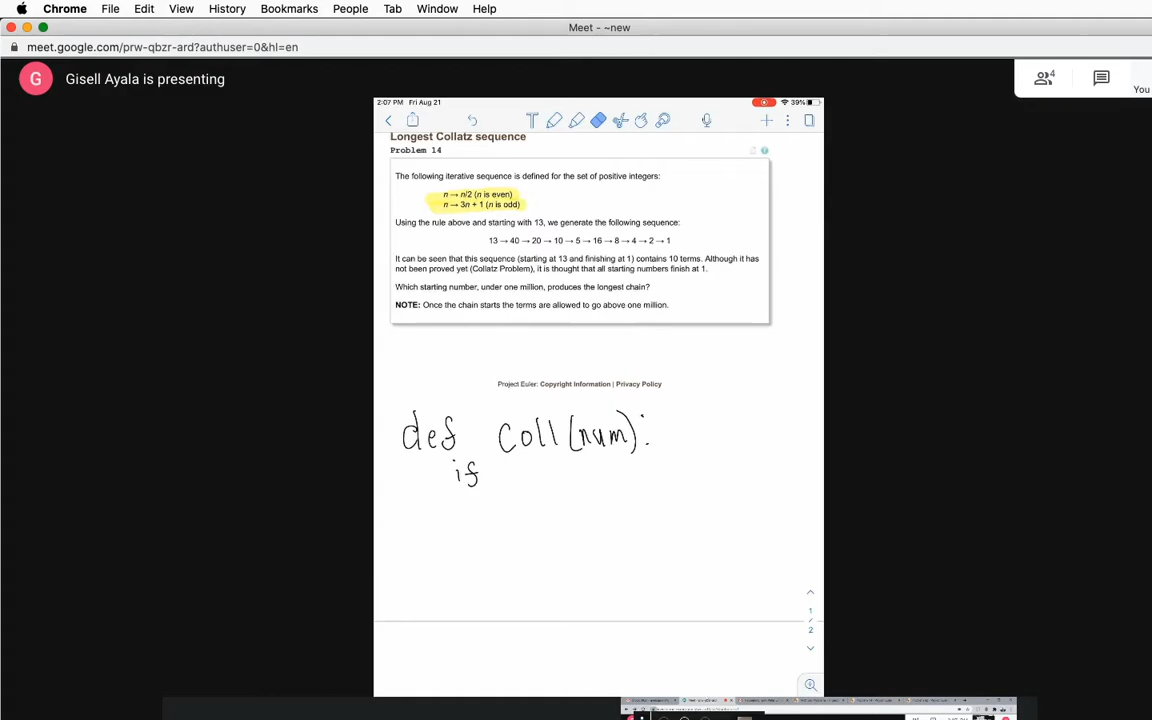 Chrome File Edit View History Bookmarks People Tab Window Help
Meet - ~new
meet.google.com/prw-qbzr-ard?authuser=0&hl=en
G Gisell Ayala is presenting
4
You
2:07 PM Fri Aug 21
39%
T
Longest Collatz sequence
Problem 14
The following iterative sequence is defined for the set of positive integers:
n → n/2 (n is even)
n → 3n + 1 (n is odd)
Using the rule above and starting with 13, we generate the following sequence:
13 → 40 → 20 → 10 → 5 → 16 → 8 → 4 → 2 → 1
It can be seen that this sequence (starting at 13 and finishing at 1) contains 10 terms. Although it has
not been proved yet (Collatz Problem), it is thought that all starting numbers finish at 1.
Which starting number, under one million, produces the longest chain?
NOTE: Once the chain starts the terms are allowed to go above one million.
Project Euler: Copyright Information | Privacy Policy
def coll(num):
if
1
/
2